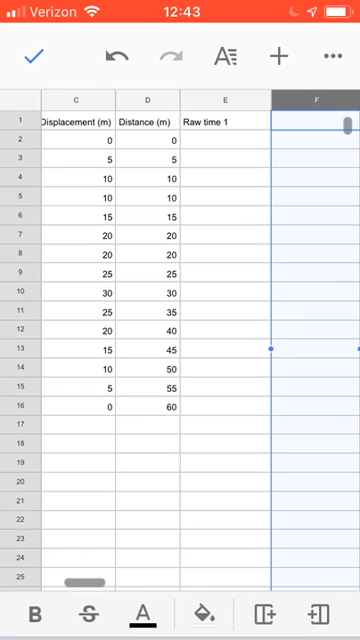 Verizon 12:43
A
C D E F
1 Displacement (m) Distance (m) Raw time 1
2 0 0
3 5 5
4 10 10
5 10 10
6 15 15
7 20 20
8 20 20
9 25 25
10 30 30
11 25 35
12 20 40
13 15 45
14 10 50
15 5 55
16 0 60
17
18
19
20
21
22
23
24
25
B S A